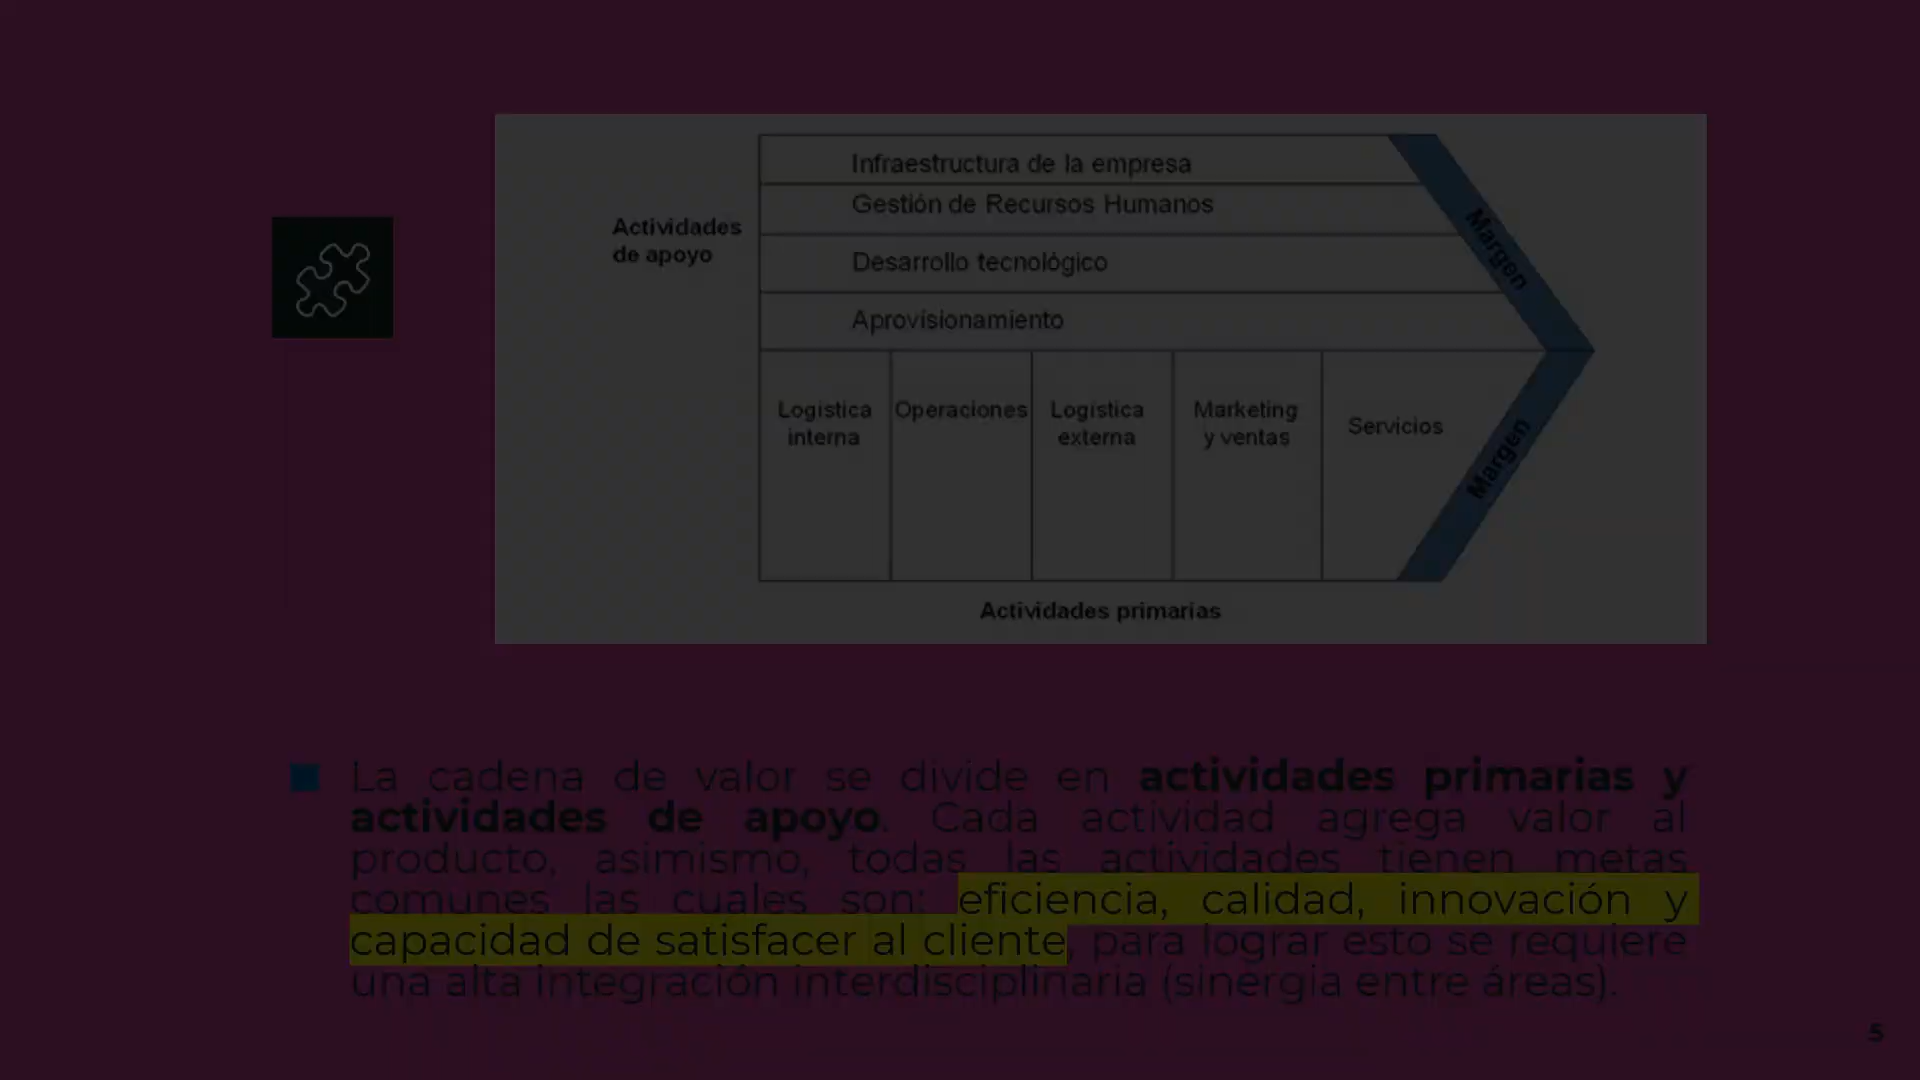 Infraestructura de la empresa
Gestión de Recursos Humanos
Actividades
de apoyo
Desarrollo tecnológico
Aprovisionamiento
Margen
Logística
interna
Operaciones
Logística
externa
Marketing
y ventas
Servicios
Margen
Actividades primarias
La cadena de valor se divide en actividades primarias y
actividades de apoyo. Cada actividad agrega valor al
producto, asimismo, todas las actividades tienen metas
comunes las cuales son: eficiencia, calidad, innovación y
capacidad de satisfacer al cliente, para lograr esto se requiere
una alta integración interdisciplinaria (sinergia entre áreas).
5